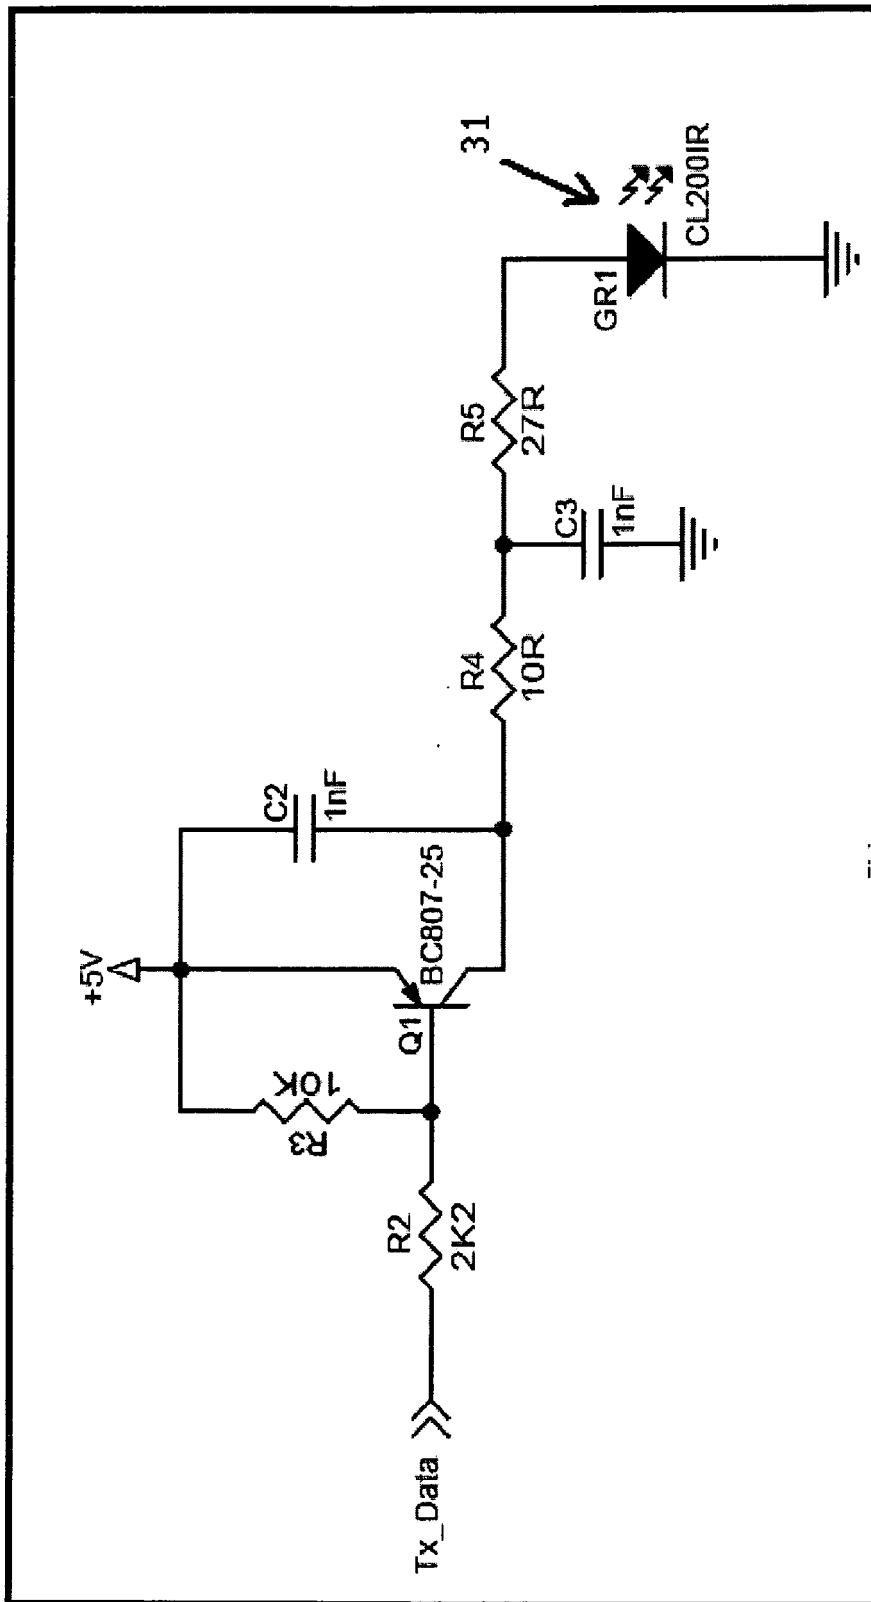 Tx_Data
R2
2K2
R3
10K
+5V
Q1
BC807-25
C2
1nF
R4
10R
C3
1nF
R5
27R
GR1
CL200IR
31